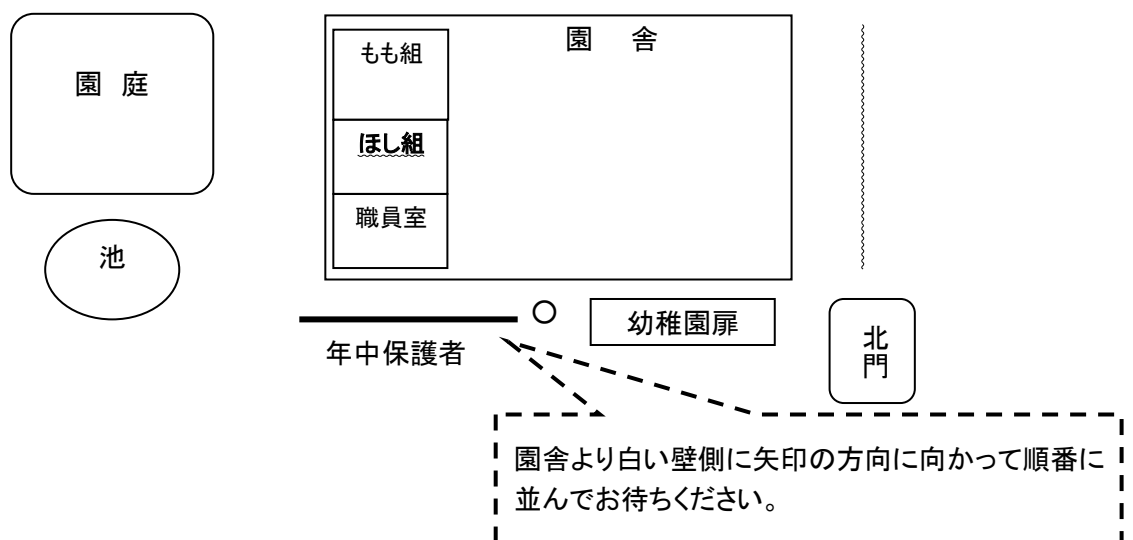 園庭
もも組
園舎
ほし組
職員室
池
年中保護者
幼稚園扉
北門
園舎より白い壁側に矢印の方向に向かって順番に
並んでお待ちください。